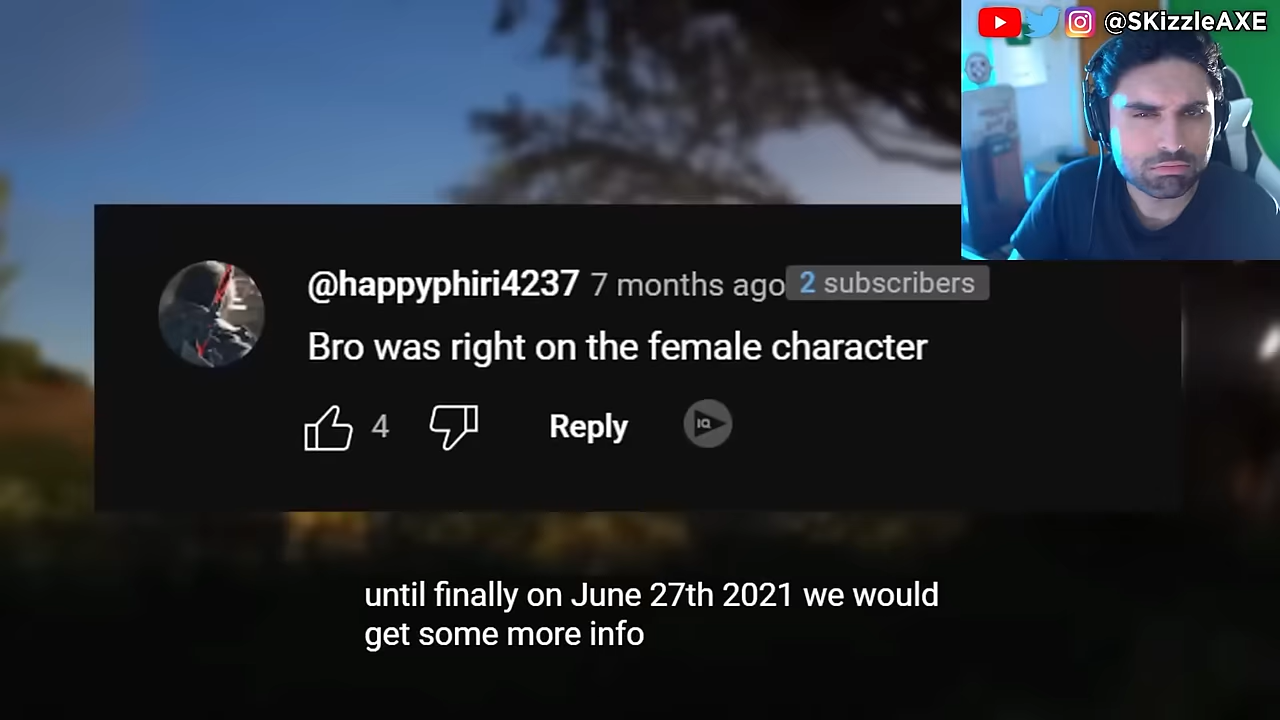 @SKizzleAXE
@happyphiri4237 7 months ago 2 subscribers
Bro was right on the female character
4 Reply IQ
until finally on June 27th 2021 we would
get some more info